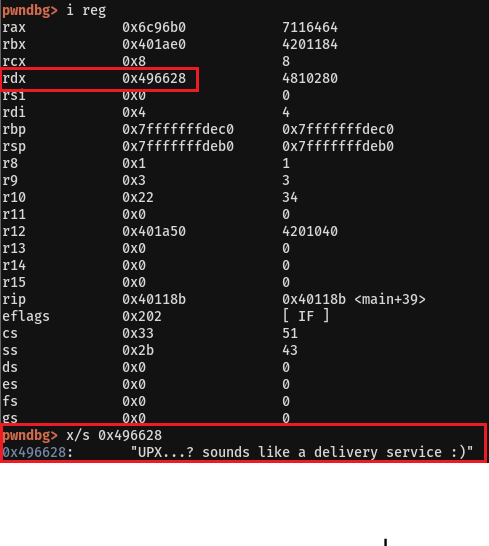 pwndbg> i reg
rax 0x6c96b0 7116464
rbx 0x401ae0 4201184
rcx 0x8 8
rdx 0x496628 4810280
rsi 0x0 0
rdi 0x4 4
rbp 0x7fffffffdec0 0x7fffffffdec0
rsp 0x7fffffffdeb0 0x7fffffffdeb0
r8 0x1 1
r9 0x3 3
r10 0x22 34
r11 0x0 0
r12 0x401a50 4201040
r13 0x0 0
r14 0x0 0
r15 0x0 0
rip 0x40118b 0x40118b <main+39>
eflags 0x202 [ IF ]
cs 0x33 51
ss 0x2b 43
ds 0x0 0
es 0x0 0
fs 0x0 0
gs 0x0 0
pwndbg> x/s 0x496628
0x496628: "UPX...? sounds like a delivery service :)"